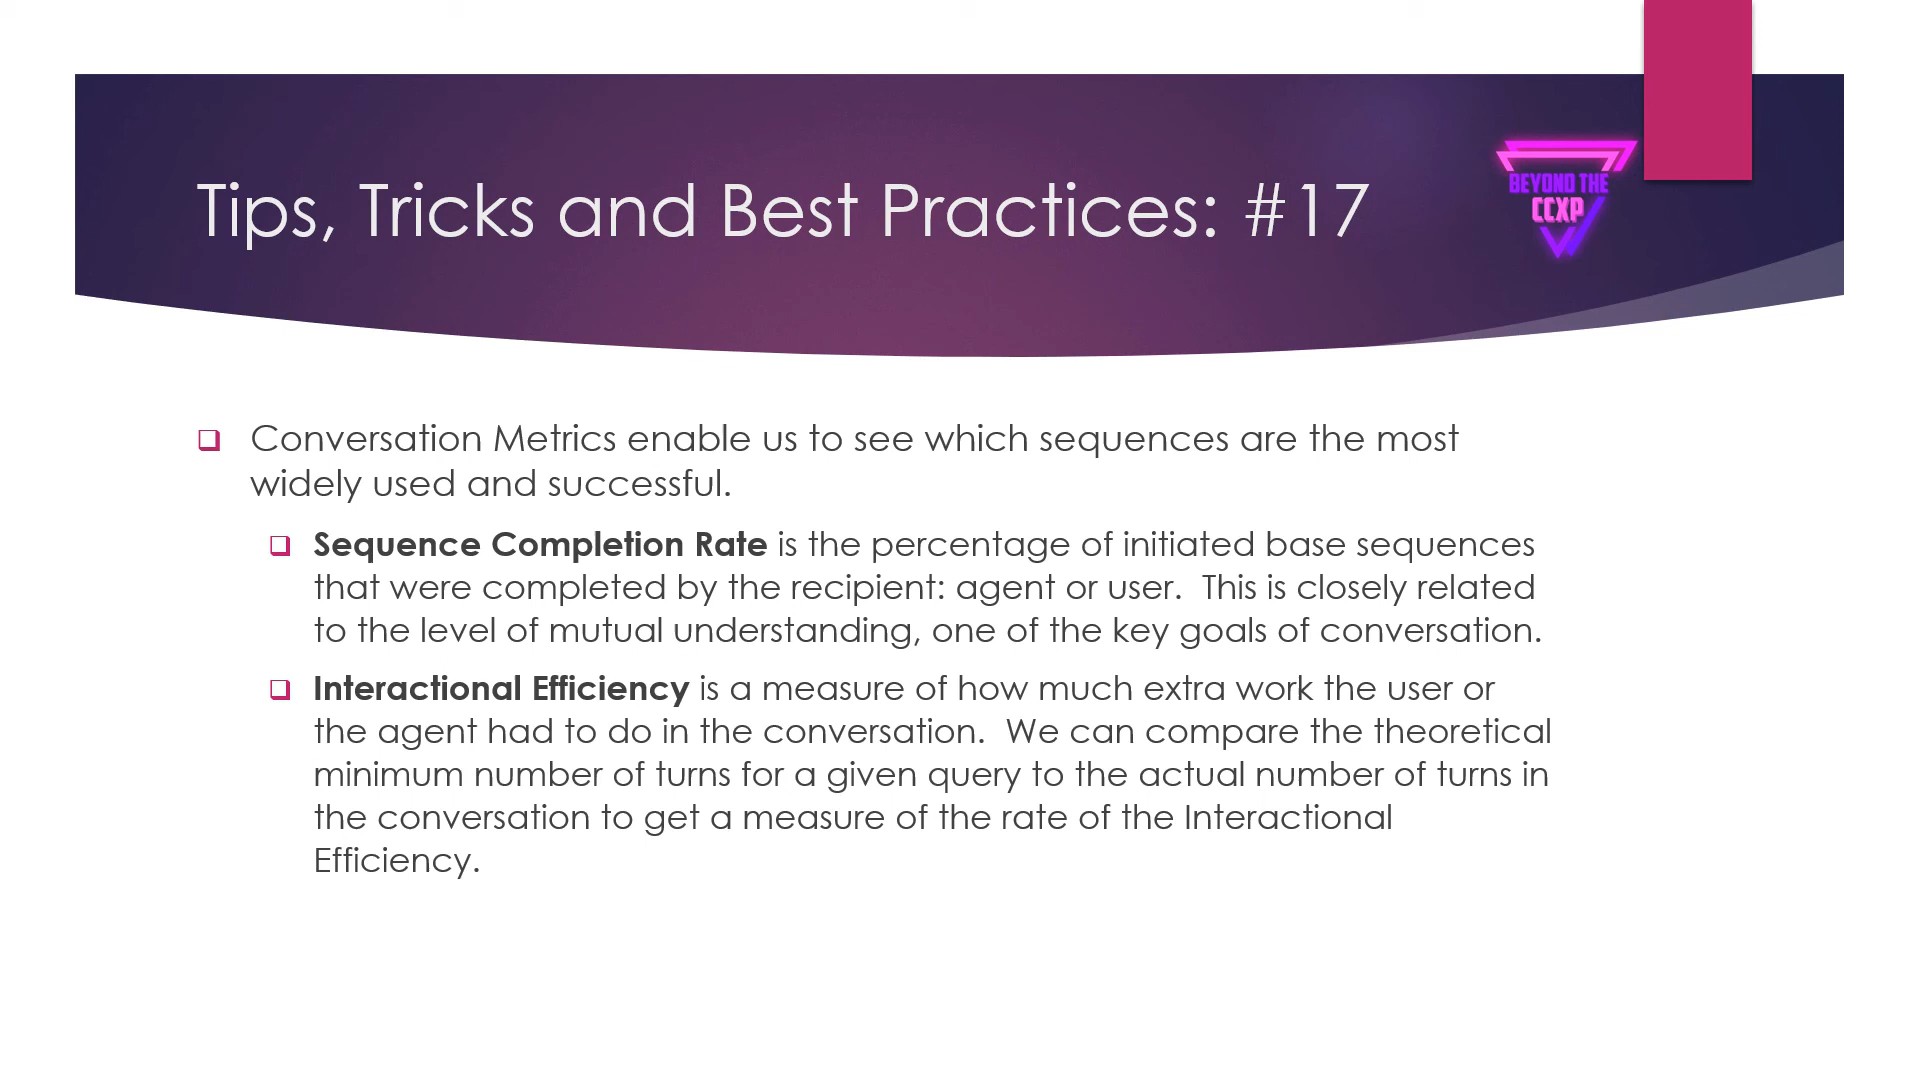 Tips, Tricks and Best Practices: #17
BEYOND THE
CCXP
Conversation Metrics enable us to see which sequences are the most
widely used and successful.
Sequence Completion Rate is the percentage of initiated base sequences
that were completed by the recipient: agent or user.  This is closely related
to the level of mutual understanding, one of the key goals of conversation.
Interactional Efficiency is a measure of how much extra work the user or
the agent had to do in the conversation.  We can compare the theoretical
minimum number of turns for a given query to the actual number of turns in
the conversation to get a measure of the rate of the Interactional
Efficiency.